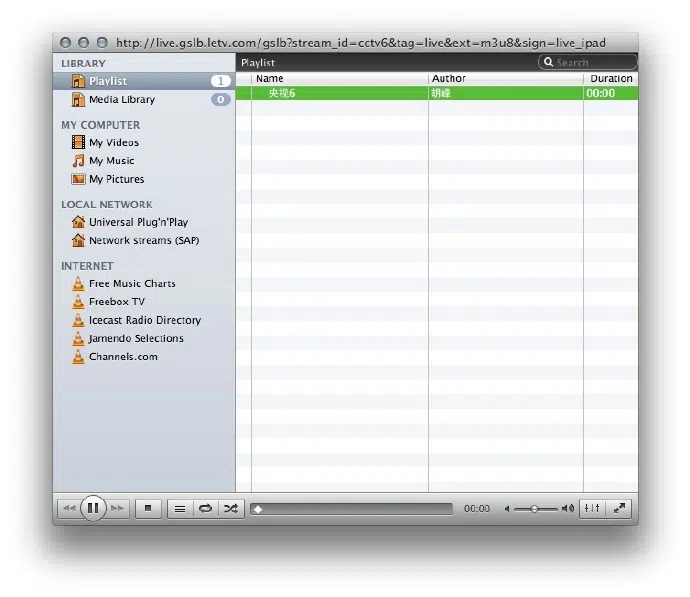 http://live.gslb.letv.com/gslb?stream_id=cctv6&tag=live&ext=m3u8&sign=live_ipad
LIBRARY
Playlist 1
Media Library 0
MY COMPUTER
My Videos
My Music
My Pictures
LOCAL NETWORK
Universal Plug'n'Play
Network streams (SAP)
INTERNET
Free Music Charts
Freebox TV
Icecast Radio Directory
Jamendo Selections
Channels.com
Playlist Search
Name Author Duration
央视6 胡峰 00:00
00:00